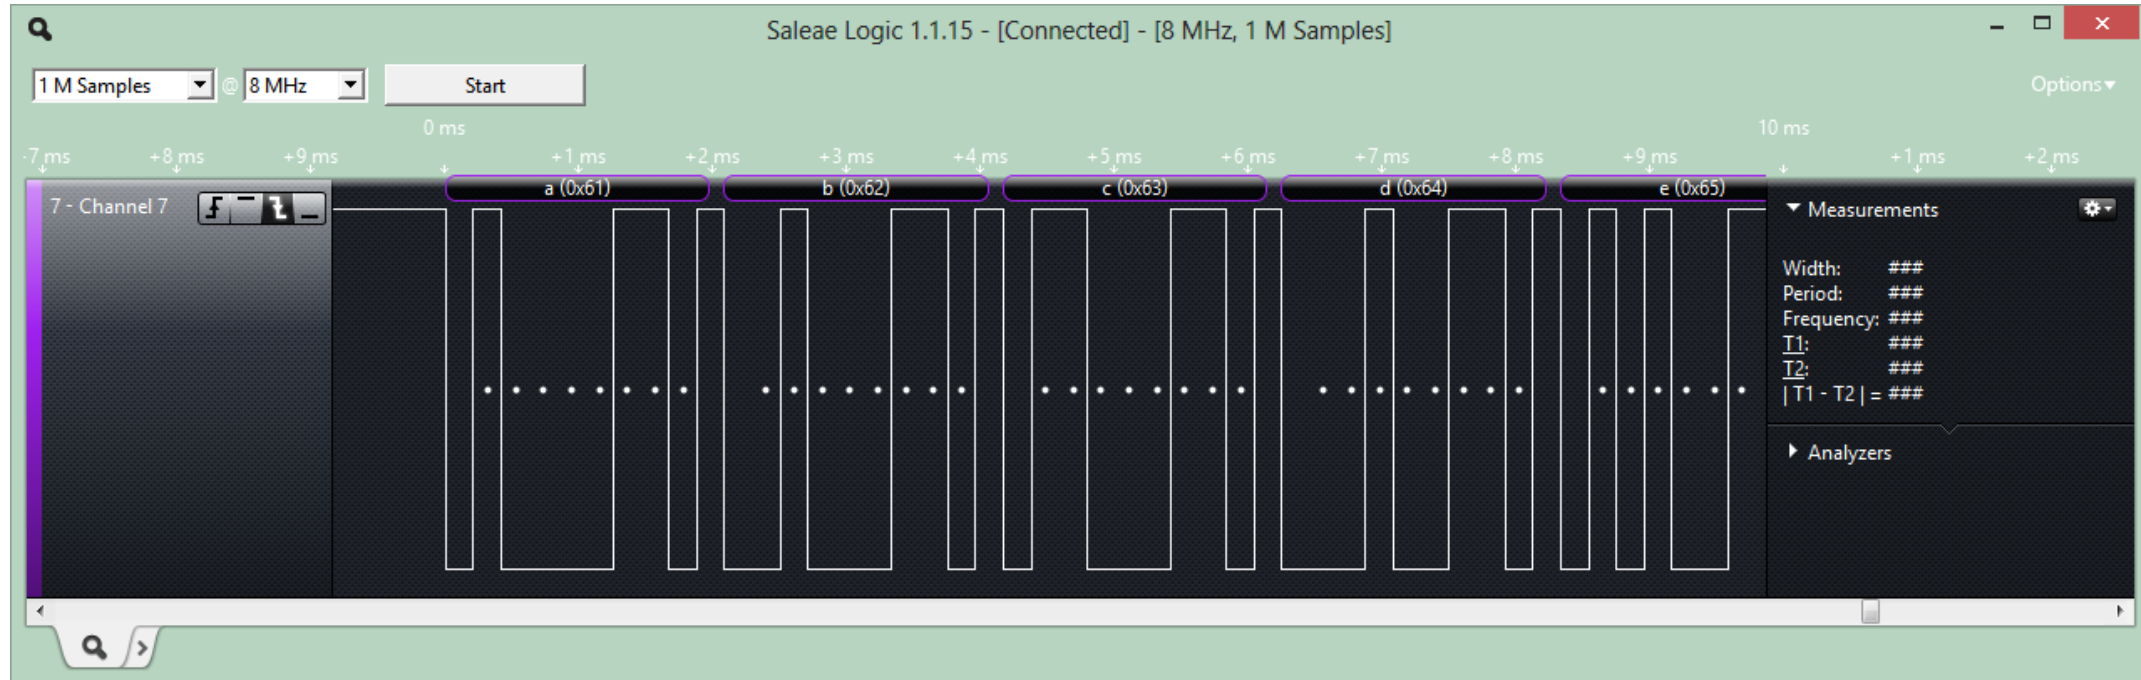 Saleae Logic 1.1.15 - [Connected] - [8 MHz, 1 M Samples]
1 M Samples @ 8 MHz Start Options
0 ms 10 ms
-7 ms +8 ms +9 ms +1 ms +2 ms +3 ms +4 ms +5 ms +6 ms +7 ms +8 ms +9 ms +1 ms +2 ms
a (0x61) b (0x62) c (0x63) d (0x64) e (0x65)
7 - Channel 7
Measurements
Width: ###
Period: ###
Frequency: ###
T1: ###
T2: ###
| T1 - T2 | = ###
Analyzers